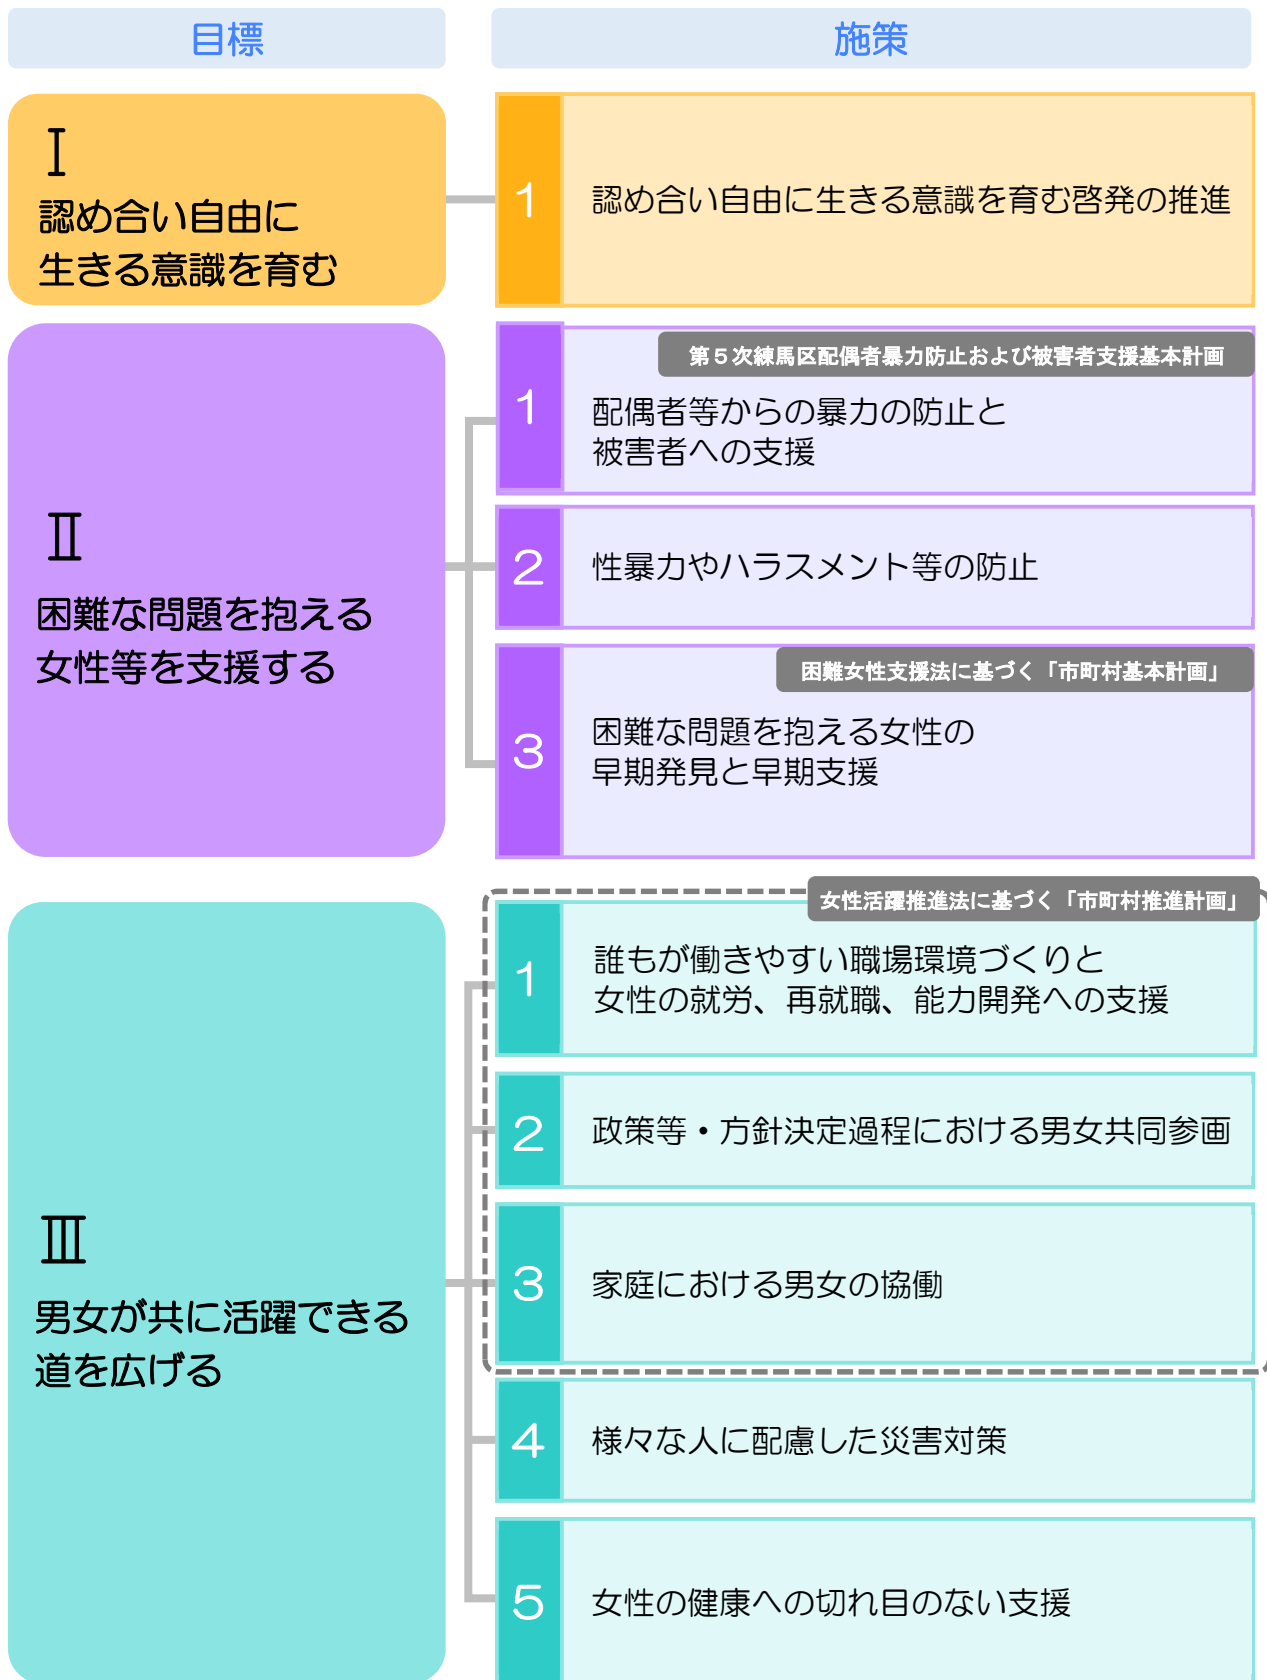 目標
施策
Ⅰ
認め合い自由に
生きる意識を育む
1
認め合い自由に生きる意識を育む啓発の推進
Ⅱ
困難な問題を抱える
女性等を支援する
第５次練馬区配偶者暴力防止および被害者支援基本計画
1
配偶者等からの暴力の防止と
被害者への支援
2
性暴力やハラスメント等の防止
困難女性支援法に基づく「市町村基本計画」
3
困難な問題を抱える女性の
早期発見と早期支援
Ⅲ
男女が共に活躍できる
道を広げる
女性活躍推進法に基づく「市町村推進計画」
1
誰もが働きやすい職場環境づくりと
女性の就労、再就職、能力開発への支援
2
政策等・方針決定過程における男女共同参画
3
家庭における男女の協働
4
様々な人に配慮した災害対策
5
女性の健康への切れ目のない支援